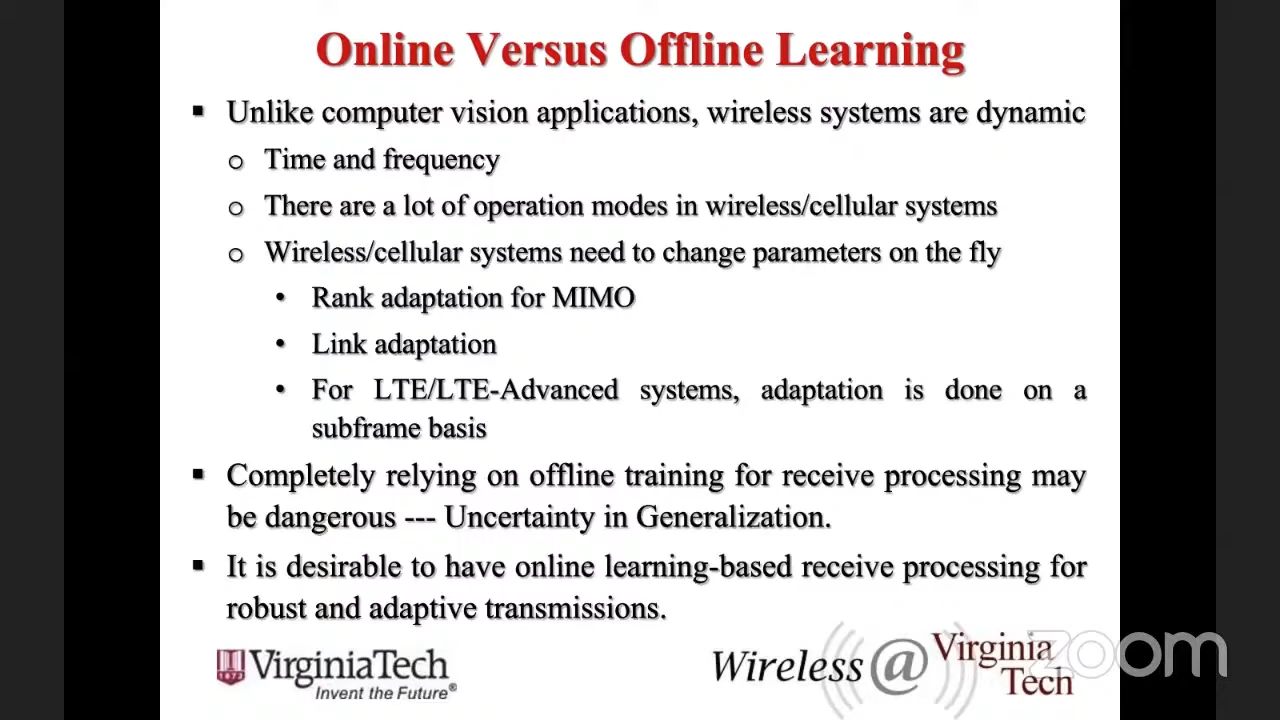 Online Versus Offline Learning
▪ Unlike computer vision applications, wireless systems are dynamic
o Time and frequency
o There are a lot of operation modes in wireless/cellular systems
o Wireless/cellular systems need to change parameters on the fly
• Rank adaptation for MIMO
• Link adaptation
• For LTE/LTE-Advanced systems, adaptation is done on a
subframe basis
▪ Completely relying on offline training for receive processing may
be dangerous --- Uncertainty in Generalization.
▪ It is desirable to have online learning-based receive processing for
robust and adaptive transmissions.
1872 VirginiaTech
Invent the Future®
Wireless @ Virginia
Tech
zoom